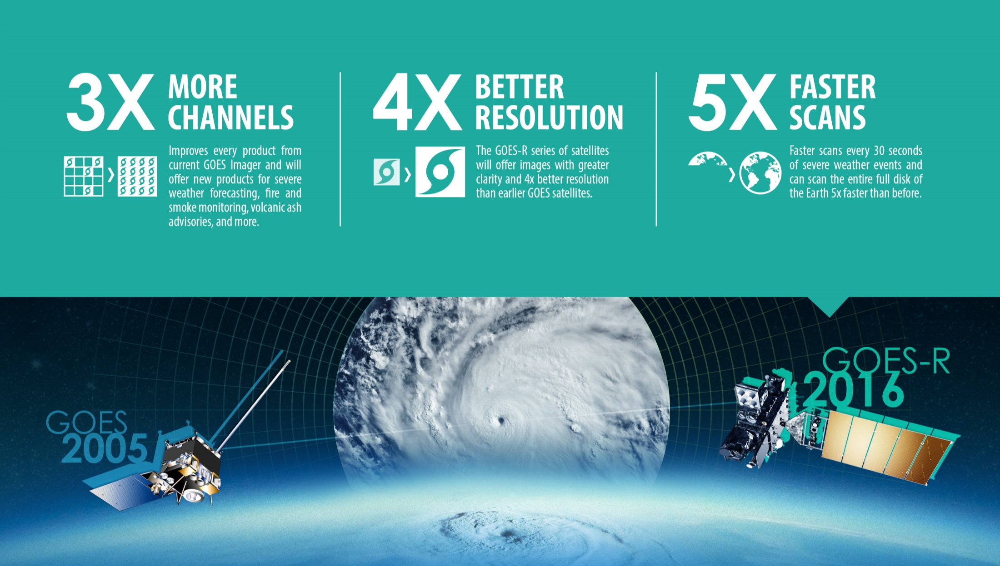 3X MORE
CHANNELS
Improves every product from
current GOES Imager and will
offer new products for severe
weather forecasting, fire and
smoke monitoring, volcanic ash
advisories, and more.
4X BETTER
RESOLUTION
The GOES-R series of satellites
will offer images with greater
clarity and 4x better resolution
than earlier GOES satellites.
5X FASTER
SCANS
Faster scans every 30 seconds
of severe weather events and
can scan the entire full disk of
the Earth 5x faster than before.
GOES
2005
GOES-R
2016